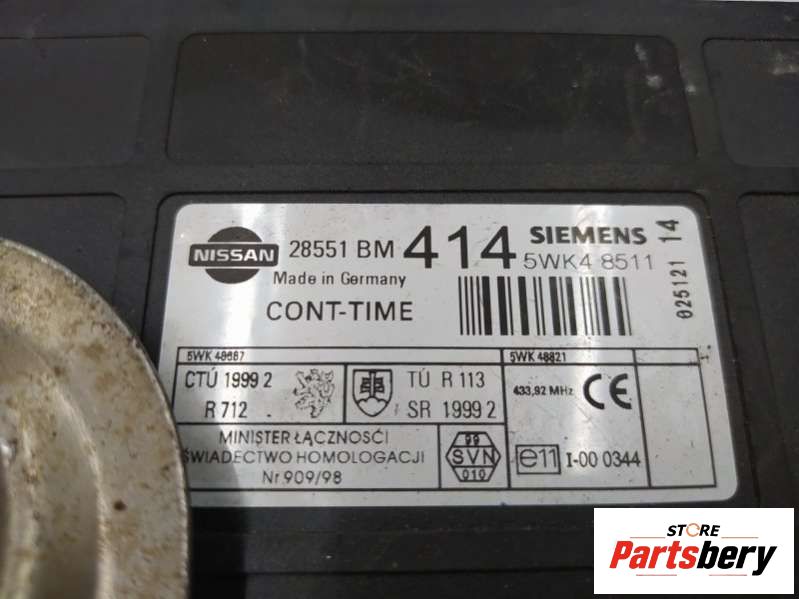 NISSAN 28551 BM 414 SIEMENS
5WK4 8511
Made in Germany
CONT-TIME
025121 14
5WK 48687
CTÚ 1999 2
R 712
TÚ R 113
SR 1999 2
5WK 48821
433,92 MHz CE
MINISTER ŁĄCZNOŚCI
ŚWIADECTWO HOMOLOGACJI
Nr 909/98
99
SVN
010
e11 I-00 0344
STORE
Partsbery